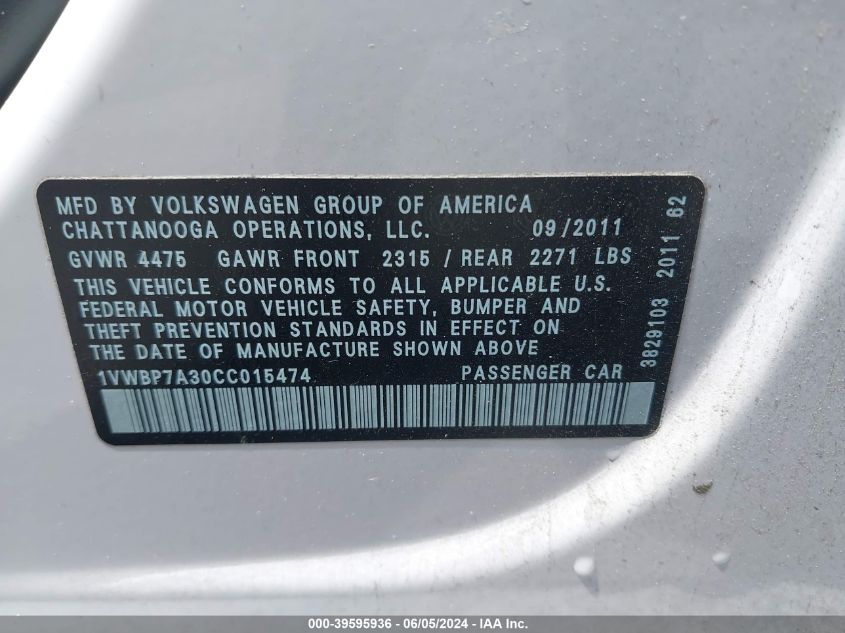 MFD BY VOLKSWAGEN GROUP OF AMERICA
CHATTANOOGA OPERATIONS, LLC. 09/2011
GVWR 4475 GAWR FRONT 2315 / REAR 2271 LBS
THIS VEHICLE CONFORMS TO ALL APPLICABLE U.S.
FEDERAL MOTOR VEHICLE SAFETY, BUMPER AND
THEFT PREVENTION STANDARDS IN EFFECT ON
THE DATE OF MANUFACTURE SHOWN ABOVE.
1VWBP7A30CC015474 PASSENGER CAR
3829103 2011 62
000-39595936 - 06/05/2024 - IAA Inc.